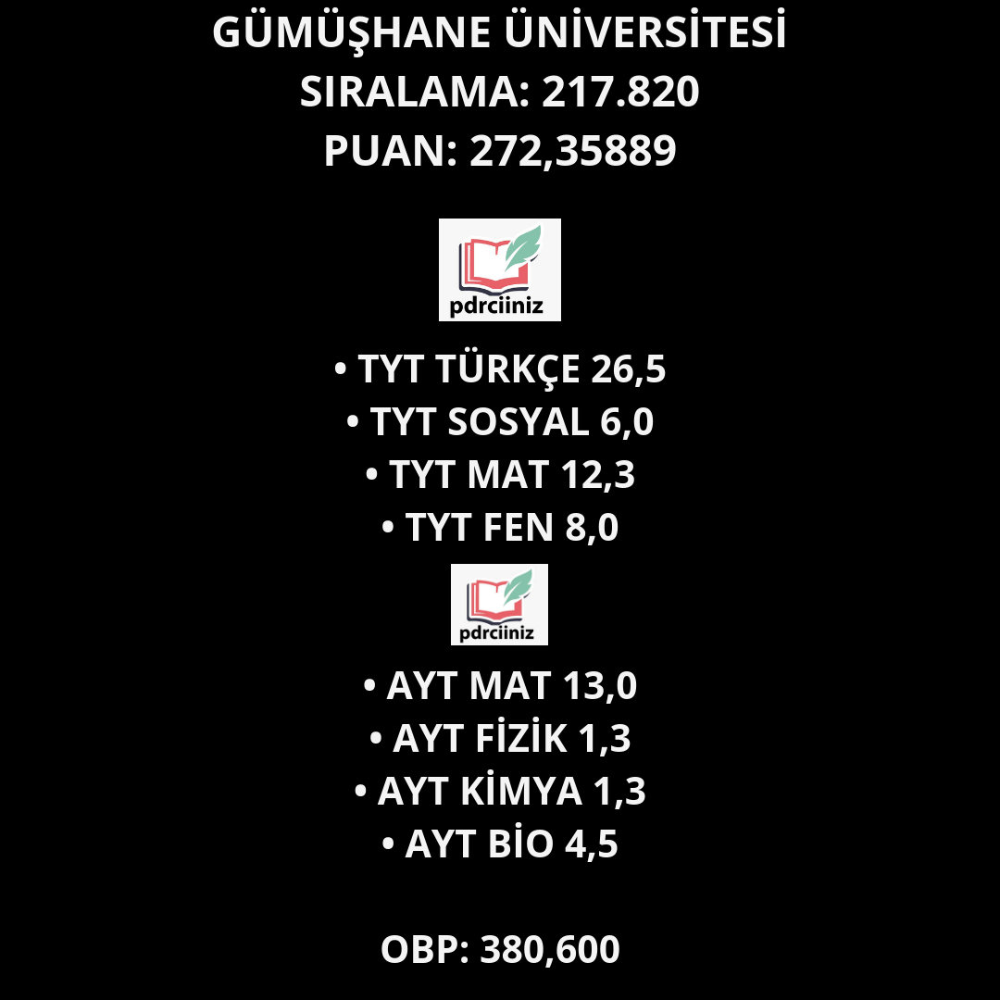 GÜMÜŞHANE ÜNİVERSİTESİ
SIRALAMA: 217.820
PUAN: 272,35889
pdrciiniz
• TYT TÜRKÇE 26,5
• TYT SOSYAL 6,0
• TYT MAT 12,3
• TYT FEN 8,0
pdrciiniz
• AYT MAT 13,0
• AYT FİZİK 1,3
• AYT KİMYA 1,3
• AYT BİO 4,5
OBP: 380,600